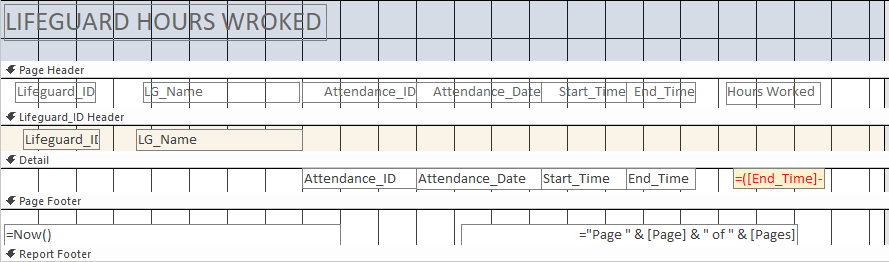 LIFEGUARD HOURS WROKED
Page Header
Lifeguard_ID LG_Name Attendance_ID Attendance_Date Start_Time End_Time Hours Worked
Lifeguard_ID Header
Lifeguard_ID LG_Name
Detail
Attendance_ID Attendance_Date Start_Time End_Time =([End_Time]-
Page Footer
=Now() ="Page " & [Page] & " of " & [Pages]
Report Footer